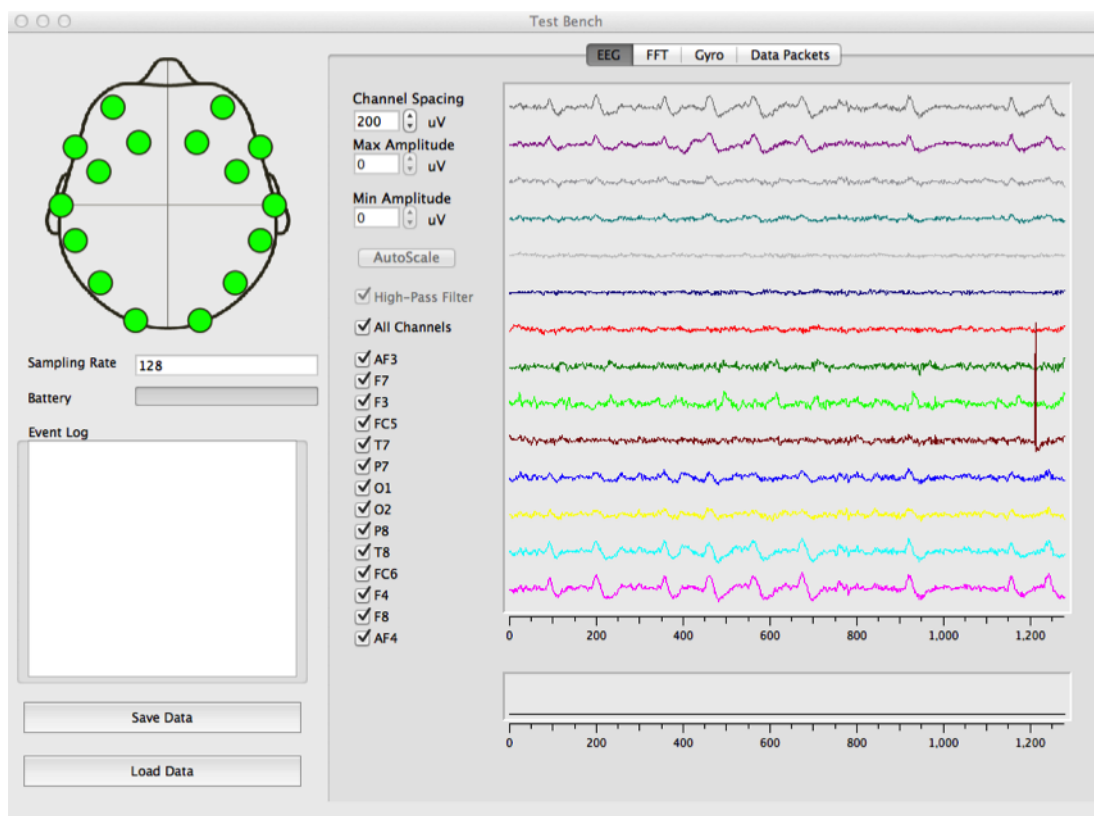 Test Bench
EEG FFT Gyro Data Packets
Channel Spacing
200 uV
Max Amplitude
0 uV
Min Amplitude
0 uV
AutoScale
High-Pass Filter
All Channels
AF3
F7
F3
FC5
T7
P7
O1
O2
P8
T8
FC6
F4
F8
AF4
Sampling Rate 128
Battery
Event Log
Save Data
Load Data
0 200 400 600 800 1,000 1,200
0 200 400 600 800 1,000 1,200